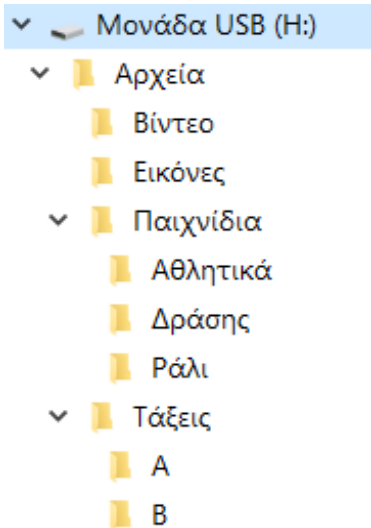 Μονάδα USB (H:)
Αρχεία
Βίντεο
Εικόνες
Παιχνίδια
Αθλητικά
Δράσης
Ράλι
Τάξεις
Α
Β